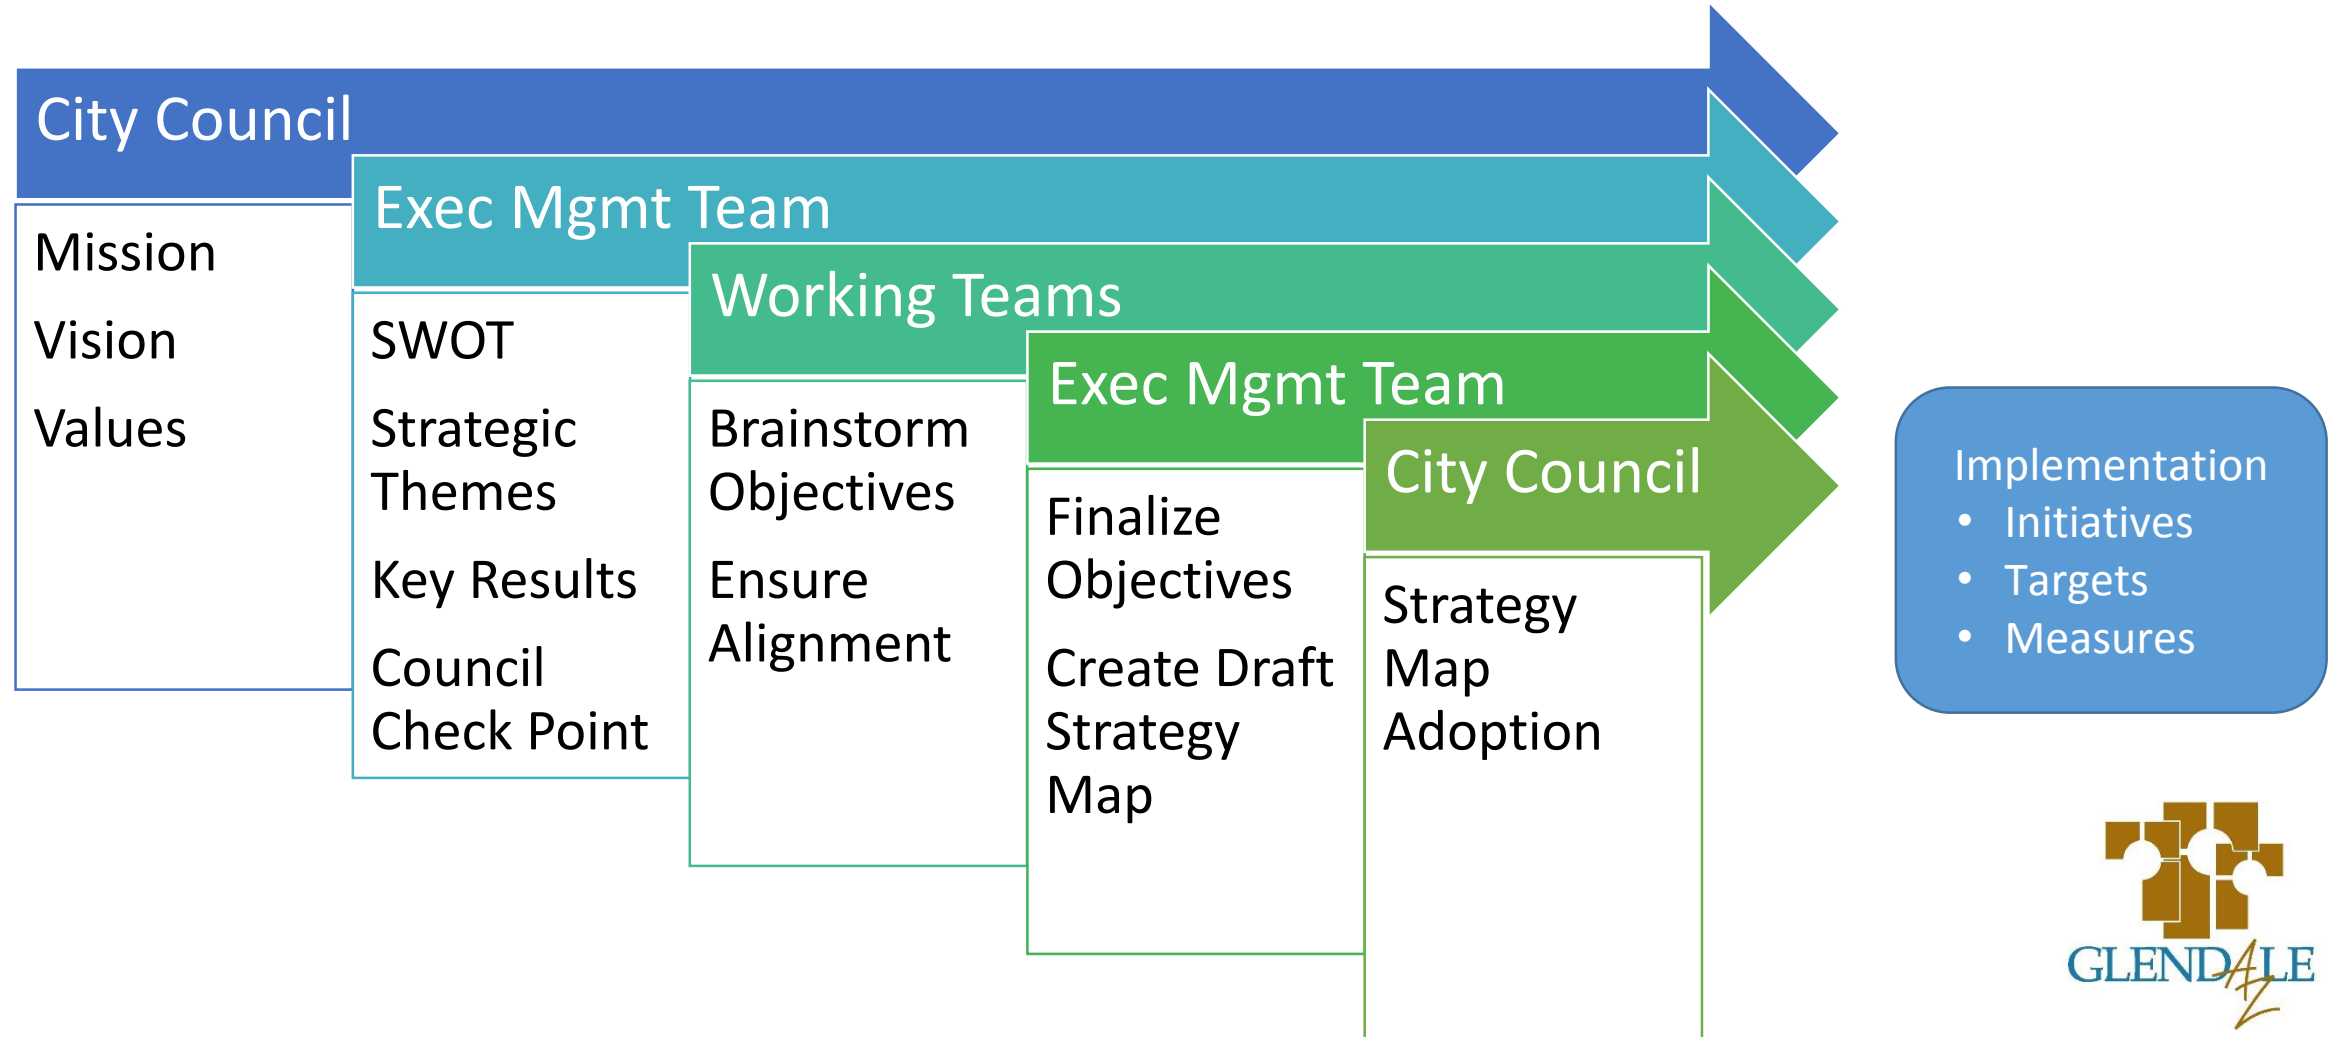 City Council
Mission
Vision
Values
Exec Mgmt Team
SWOT
Strategic
Themes
Key Results
Council
Check Point
Working Teams
Brainstorm
Objectives
Ensure
Alignment
Exec Mgmt Team
Finalize
Objectives
Create Draft
Strategy
Map
City Council
Strategy
Map
Adoption
Implementation
• Initiatives
• Targets
• Measures
GLENDALE
AZ